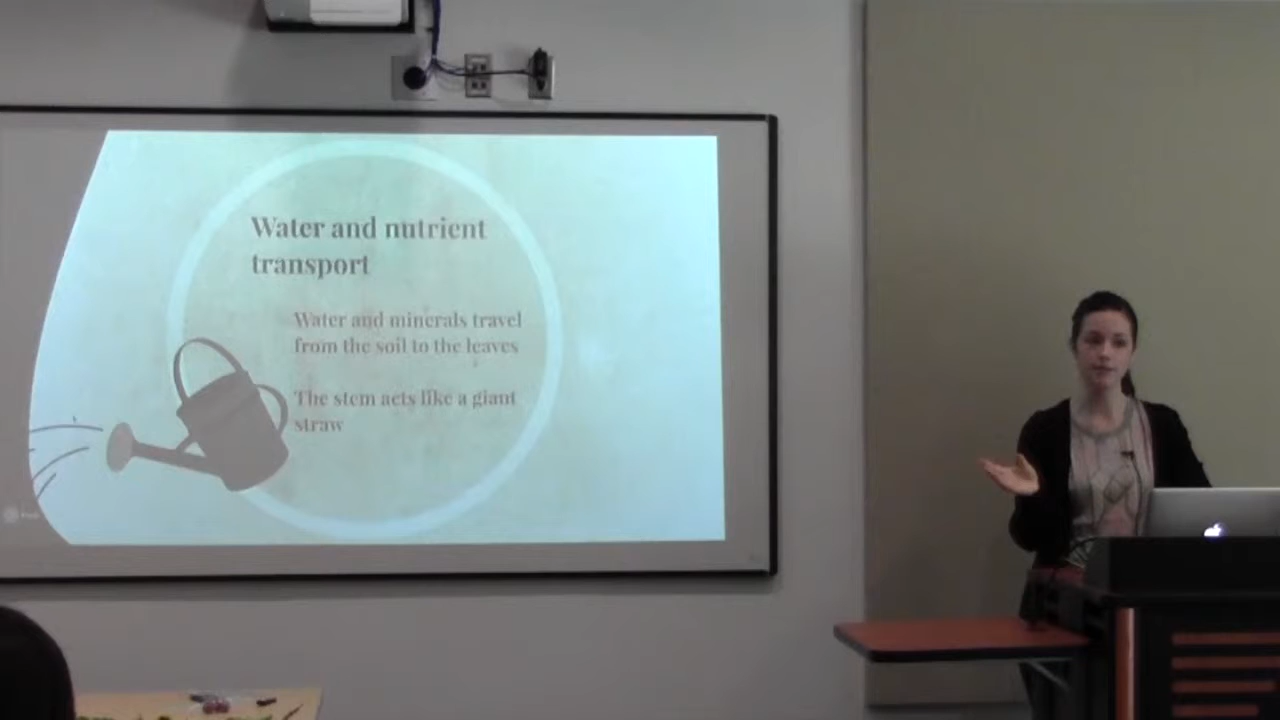 Water and nutrient
transport
Water and minerals travel
from the soil to the leaves
The stem acts like a giant
straw